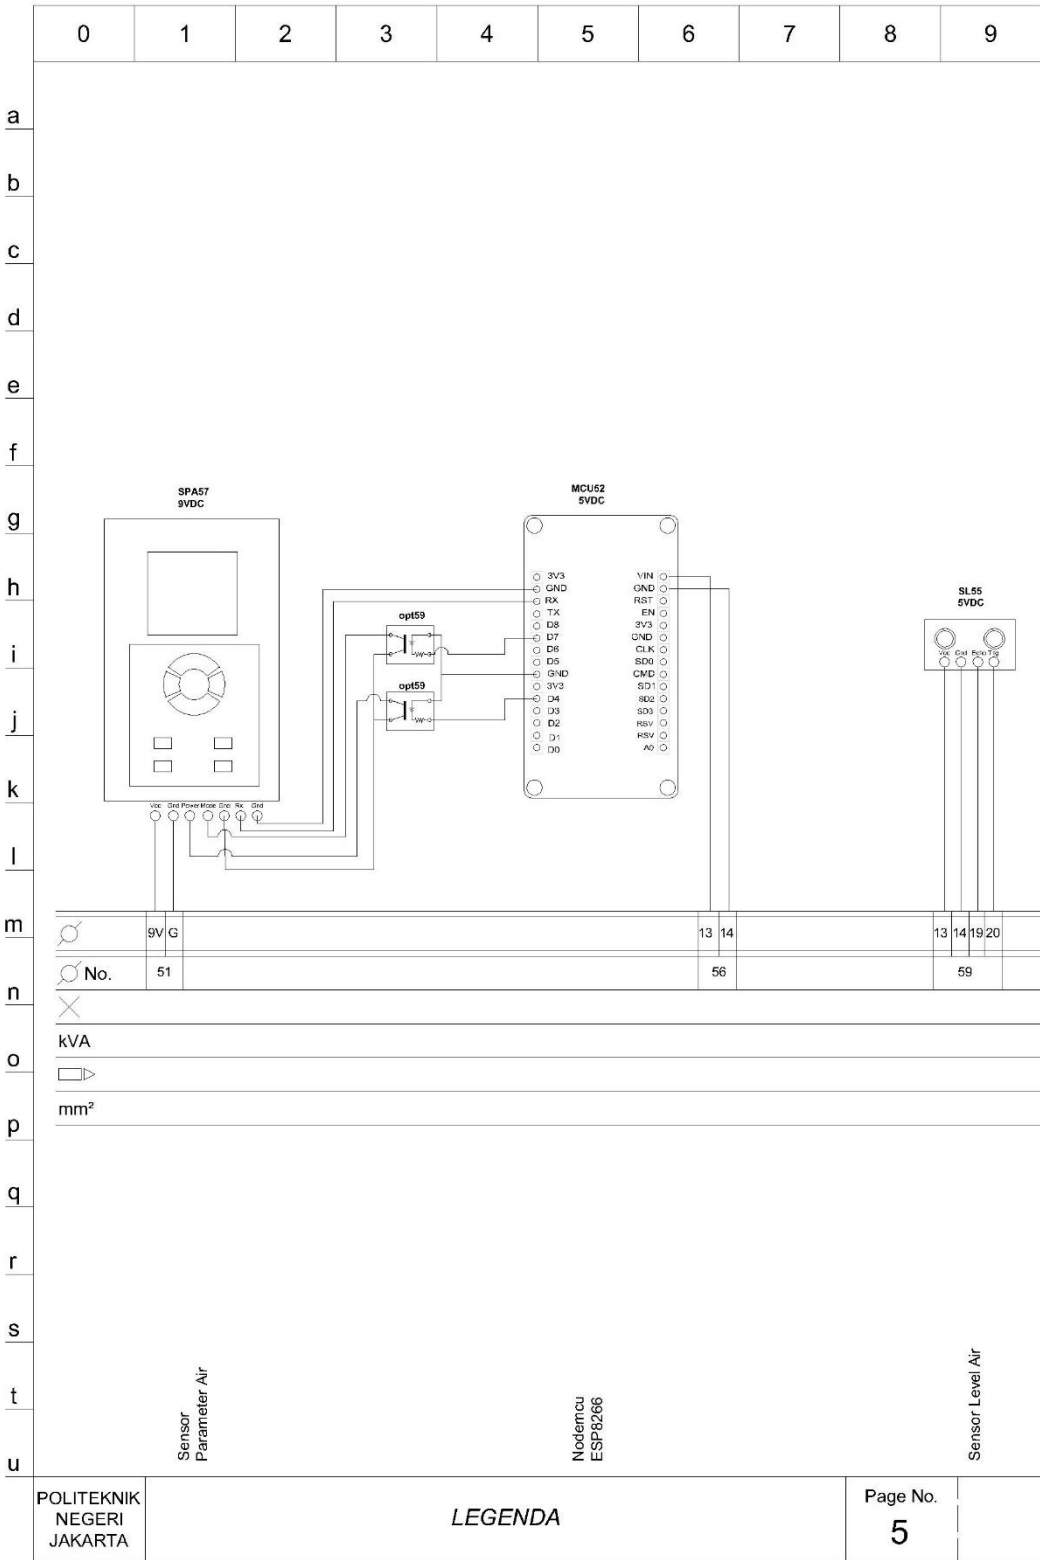 0 1 2 3 4 5 6 7 8 9
a
b
c
d
e
f
g
h
i
j
k
l
m
n
o
p
q
r
s
t
u
SPA57
9VDC
MCU52
5VDC
SL55
5VDC
opt59
opt59
3V3
GND
RX
TX
D8
D7
D6
D5
GND
3V3
D4
D3
D2
D1
D0
VIN
GND
RST
EN
3V3
GND
CLK
SD0
CMD
SD1
SD2
SD3
RSV
RSV
A0
Vcc Gnd Echo Trig
Vcc Gnd Power Mode Gnd Rx Gnd
9V G 13 14 13 14 19 20
No. 51 56 59
kVA
mm²
Sensor
Parameter Air
Nodemcu
ESP8266
Sensor Level Air
POLITEKNIK
NEGERI
JAKARTA
LEGENDA
Page No.
5